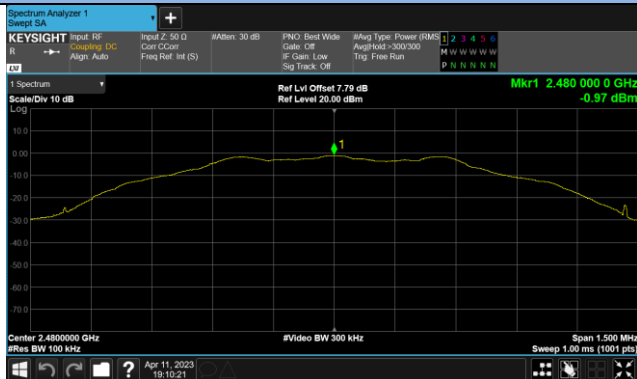 Spectrum Analyzer 1
Swept SA
+
KEYSIGHT Input: RF Input Z: 50 Ω #Atten: 30 dB PNO: Best Wide #Avg Type: Power (RMS 1 2 3 4 5 6
R Coupling: DC Corr CCorr Gate: Off Avg|Hold:>300/300 M W W W W W
Align: Auto Freq Ref: Int (S) IF Gain: Low Trig: Free Run
LXI Sig Track: Off P N N N N N
1 Spectrum Ref Lvl Offset 7.79 dB Mkr1 2.480 000 0 GHz
Scale/Div 10 dB Ref Level 20.00 dBm -0.97 dBm
Log
10.0
0.00
1
-10.0
-20.0
-30.0
-40.0
-50.0
-60.0
-70.0
Center 2.4800000 GHz #Video BW 300 kHz Span 1.500 MHz
#Res BW 100 kHz Sweep 1.00 ms (1001 pts)
? Apr 11, 2023
19:10:21